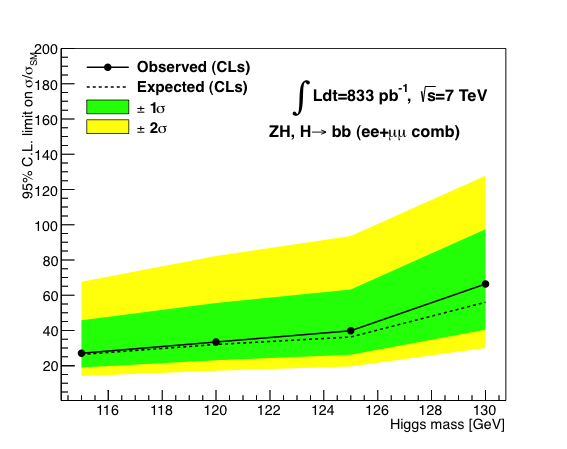 95% C.L. limit on σ/σSM
200
180
160
140
120
100
80
60
40
20
Observed (CLs)
Expected (CLs)
± 1σ
± 2σ
∫ Ldt=833 pb⁻¹, √s=7 TeV
ZH, H→ bb (ee+μμ comb)
116 118 120 122 124 126 128 130
Higgs mass [GeV]